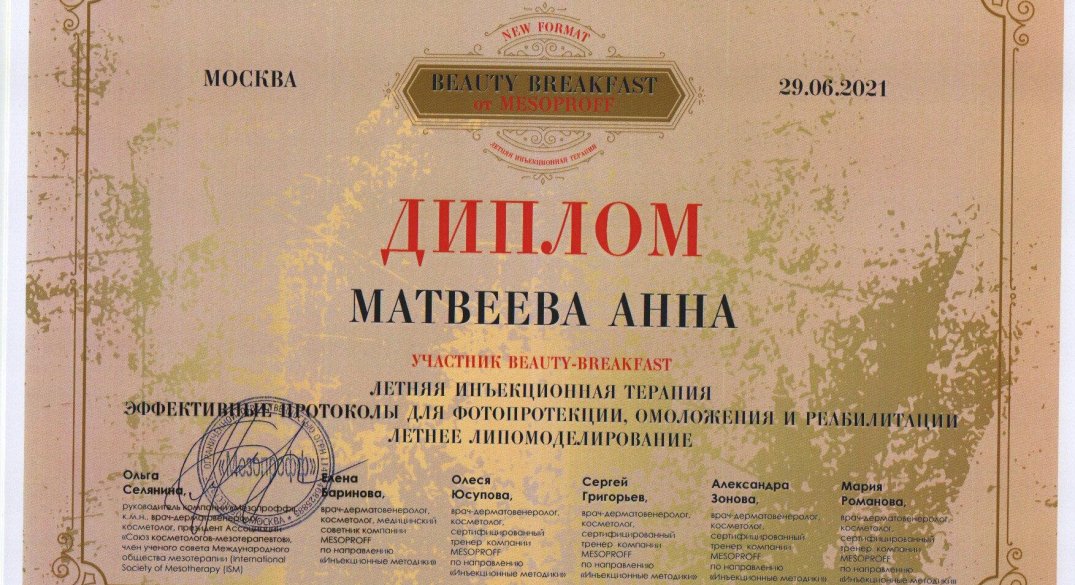 NEW FORMAT
МОСКВА
BEAUTY BREAKFAST
29.06.2021
от MESOPROFF
ЛЕТНЯЯ ИНЪЕКЦИОННАЯ ТЕРАПИЯ
ДИПЛОМ
МАТВЕЕВА АННА
УЧАСТНИК BEAUTY-BREAKFAST
ЛЕТНЯЯ ИНЪЕКЦИОННАЯ ТЕРАПИЯ
ЭФФЕКТИВНЫЕ ПРОТОКОЛЫ ДЛЯ ФОТОПРОТЕКЦИИ, ОМОЛОЖЕНИЯ И РЕАБИЛИТАЦИИ
ЛЕТНЕЕ ЛИПОМОДЕЛИРОВАНИЕ
«Мезопрофф»
МОСКВА
Ольга
Селянина,
руководитель компании «Мезопрофф»,
к.м.н., врач-дерматовенеролог,
косметолог, президент Ассоциации
«Союз косметологов-мезотерапевтов»,
член ученого совета Международного
общества мезотерапии (International
Society of Mesotherapy (ISM)
Елена
Баринова,
врач-дерматовенеролог,
косметолог, медицинский
советник компании
MESOPROFF
по направлению
«Инъекционные методики»
Олеся
Юсупова,
врач-дерматовенеролог,
косметолог,
сертифицированный
тренер компании
MESOPROFF
по направлению
«Инъекционные методики»
Сергей
Григорьев,
врач-дерматовенеролог,
косметолог,
сертифицированный
тренер компании
MESOPROFF
по направлению
«Инъекционные методики»
Александра
Зонова,
врач-дерматовенеролог,
косметолог,
сертифицированный
тренер компании
MESOPROFF
по направлению
«Инъекционные методики»
Мария
Романова,
врач-дерматовенеролог,
косметолог,
сертифицированный
тренер компании
MESOPROFF
по направлению
«Инъекционные методики»